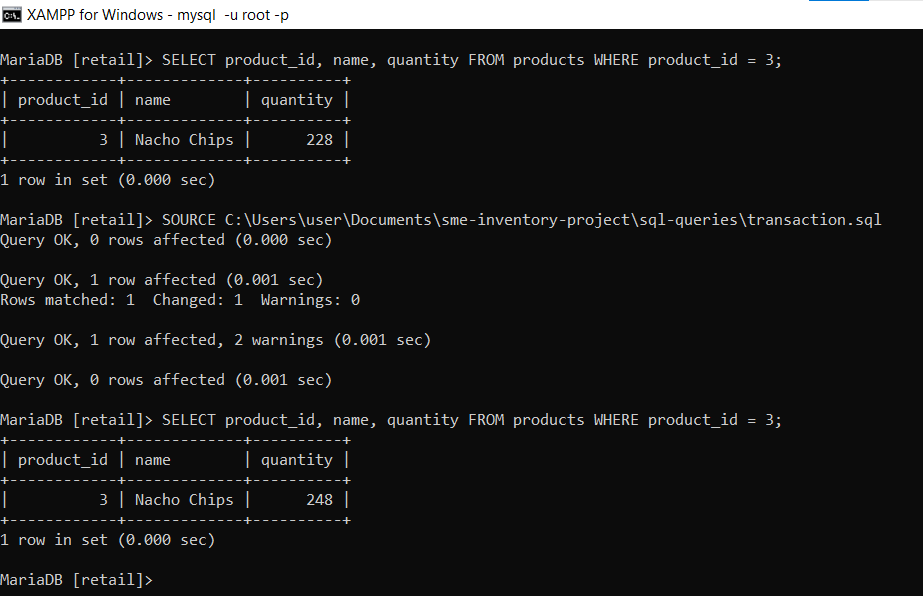 XAMPP for Windows - mysql  -u root -p
MariaDB [retail]> SELECT product_id, name, quantity FROM products WHERE product_id = 3;
+------------+-------------+----------+
| product_id | name        | quantity |
+------------+-------------+----------+
|          3 | Nacho Chips |      228 |
+------------+-------------+----------+
1 row in set (0.000 sec)
MariaDB [retail]> SOURCE C:\Users\user\Documents\sme-inventory-project\sql-queries\transaction.sql
Query OK, 0 rows affected (0.000 sec)
Query OK, 1 row affected (0.001 sec)
Rows matched: 1  Changed: 1  Warnings: 0
Query OK, 1 row affected, 2 warnings (0.001 sec)
Query OK, 0 rows affected (0.001 sec)
MariaDB [retail]> SELECT product_id, name, quantity FROM products WHERE product_id = 3;
+------------+-------------+----------+
| product_id | name        | quantity |
+------------+-------------+----------+
|          3 | Nacho Chips |      248 |
+------------+-------------+----------+
1 row in set (0.000 sec)
MariaDB [retail]>